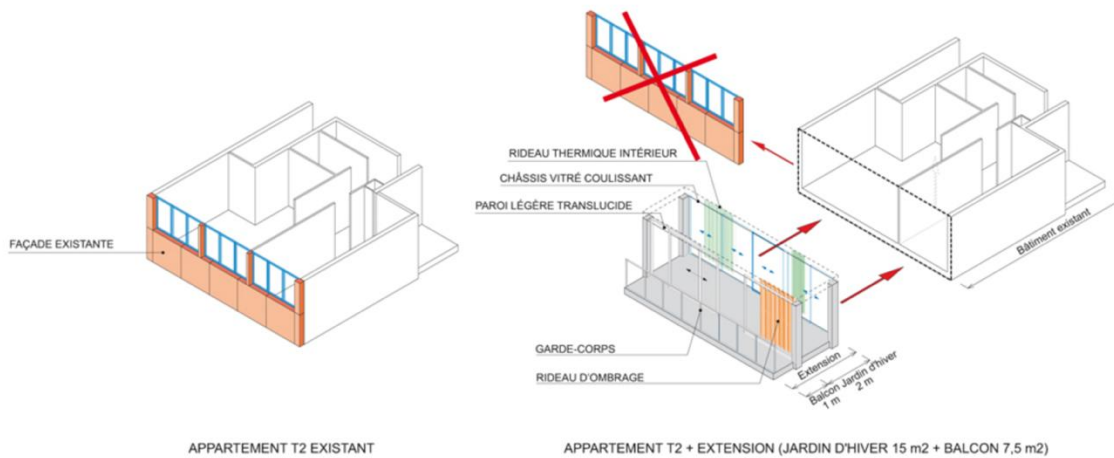 FAÇADE EXISTANTE
RIDEAU THERMIQUE INTÉRIEUR
CHÂSSIS VITRÉ COULISSANT
PAROI LÉGÈRE TRANSLUCIDE
Bâtiment existant
GARDE-CORPS
RIDEAU D'OMBRAGE
Extension
Balcon
1 m
Jardin d'hiver
2 m
APPARTEMENT T2 EXISTANT
APPARTEMENT T2 + EXTENSION (JARDIN D'HIVER 15 m2 + BALCON 7,5 m2)